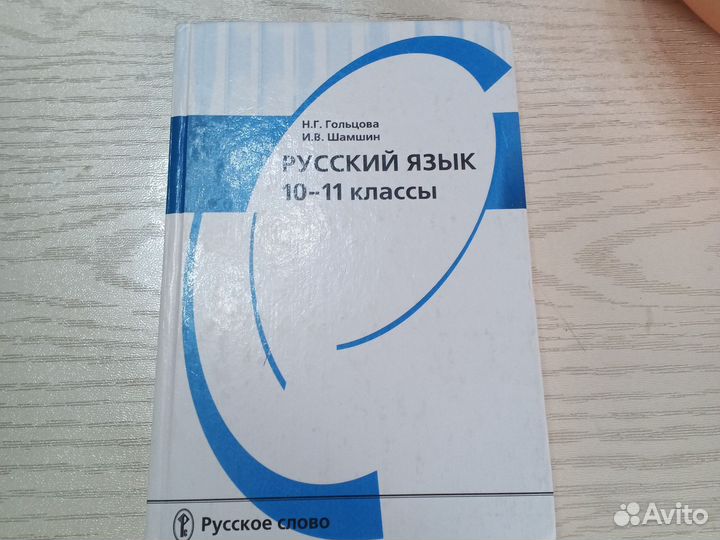 Н.Г. Гольцова
И.В. Шамшин
РУССКИЙ ЯЗЫК
10–11 классы
Русское слово
Avito